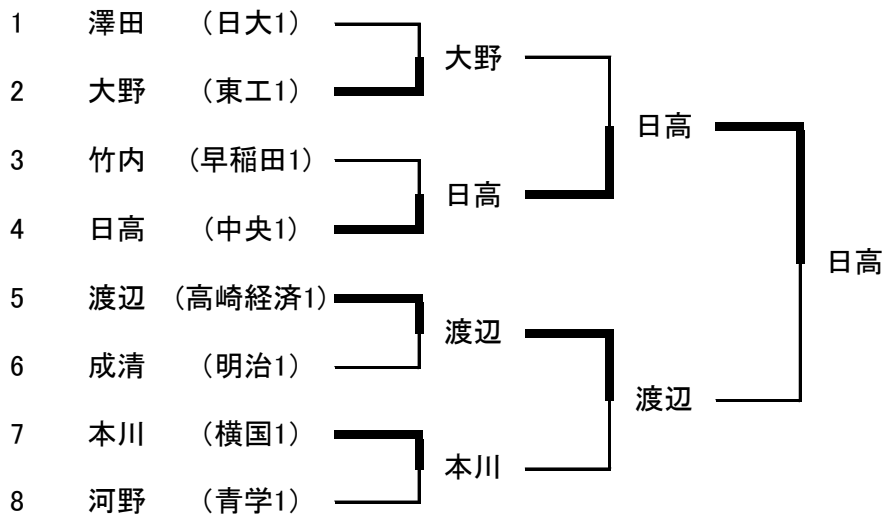 1 澤田 (日大1)
2 大野 (東工1)
3 竹内 (早稲田1)
4 日高 (中央1)
5 渡辺 (高崎経済1)
6 成清 (明治1)
7 本川 (横国1)
8 河野 (青学1)
大野
日高
渡辺
本川
日高
渡辺
日高